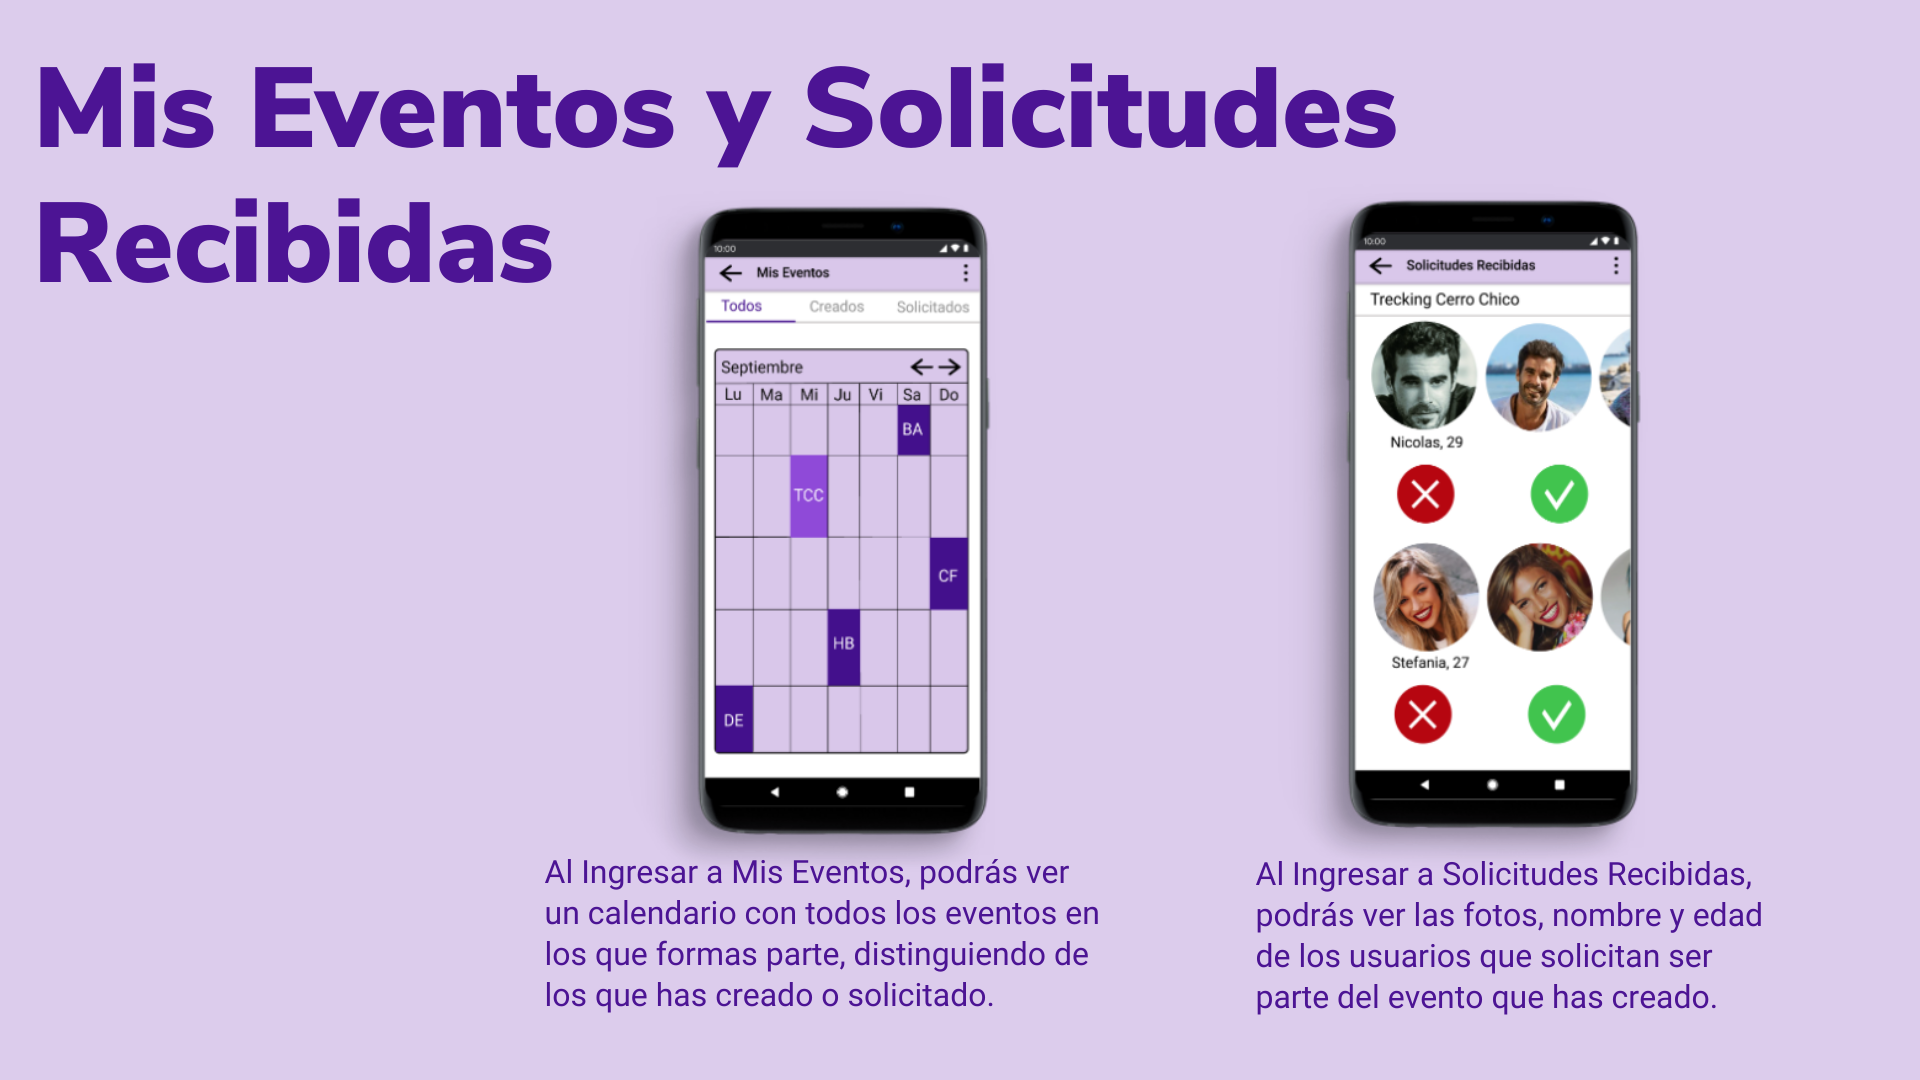 Mis Eventos y Solicitudes
Recibidas
10:00
Mis Eventos
Todos Creados Solicitados
Septiembre
Lu Ma Mi Ju Vi Sa Do
BA
TCC
CF
HB
DE
Al Ingresar a Mis Eventos, podrás ver
un calendario con todos los eventos en
los que formas parte, distinguiendo de
los que has creado o solicitado.
10:00
Solicitudes Recibidas
Trecking Cerro Chico
Nicolas, 29
Stefania, 27
Al Ingresar a Solicitudes Recibidas,
podrás ver las fotos, nombre y edad
de los usuarios que solicitan ser
parte del evento que has creado.